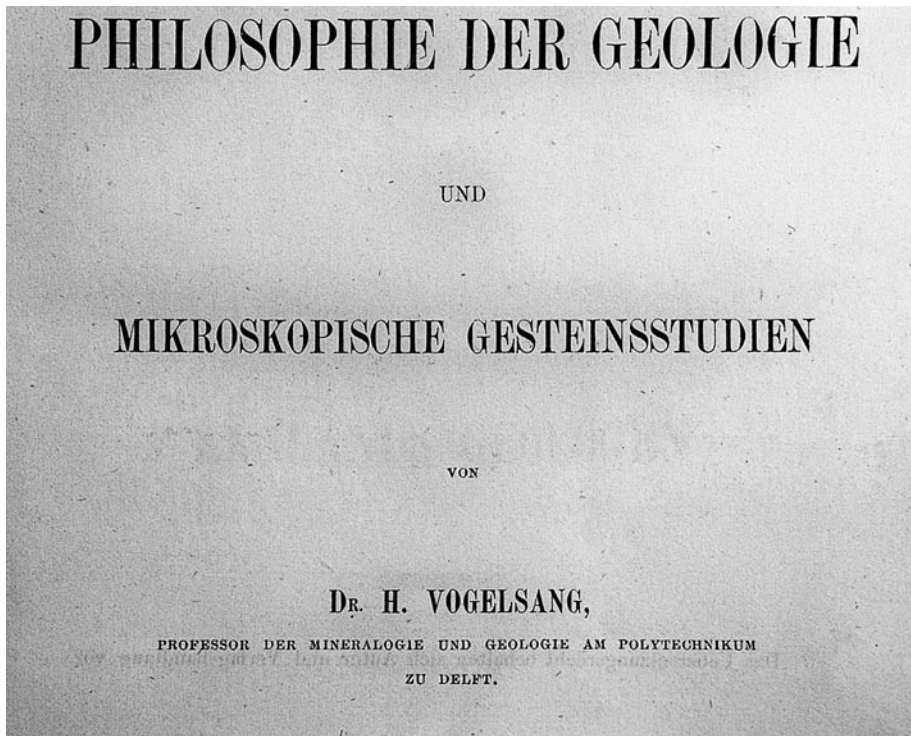 PHILOSOPHIE DER GEOLOGIE
UND
MIKROSKOPISCHE GESTEINSSTUDIEN
VON
DR. H. VOGELSANG,
PROFESSOR DER MINERALOGIE UND GEOLOGIE AM POLYTECHNIKUM
ZU DELFT.